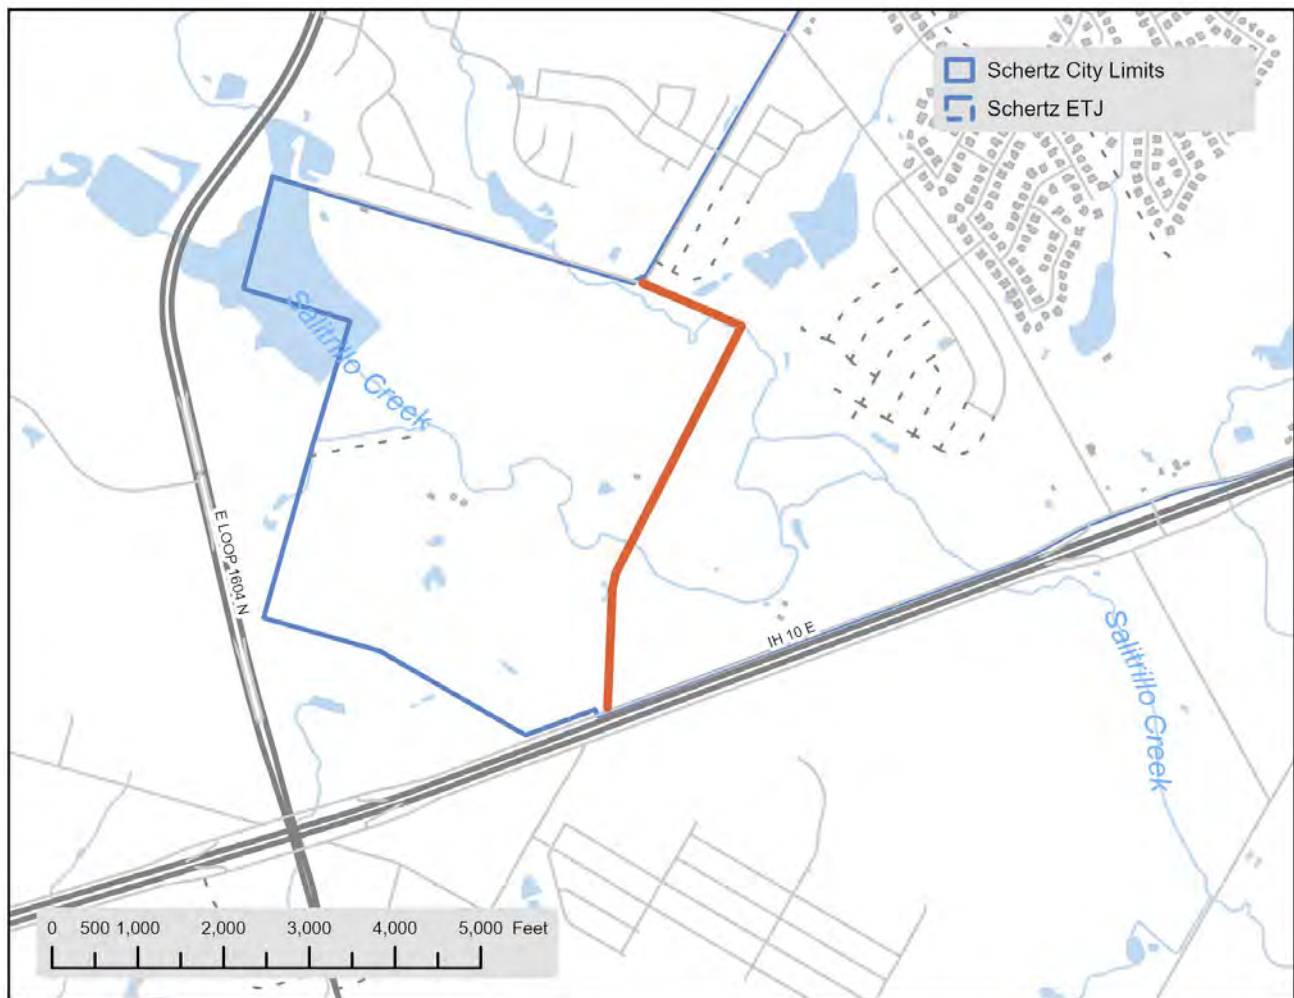 Schertz City Limits
Schertz ETJ
Salitrillo Creek
E LOOP 1604 N
IH 10 E
Salitrillo Creek
0 500 1,000 2,000 3,000 4,000 5,000 Feet